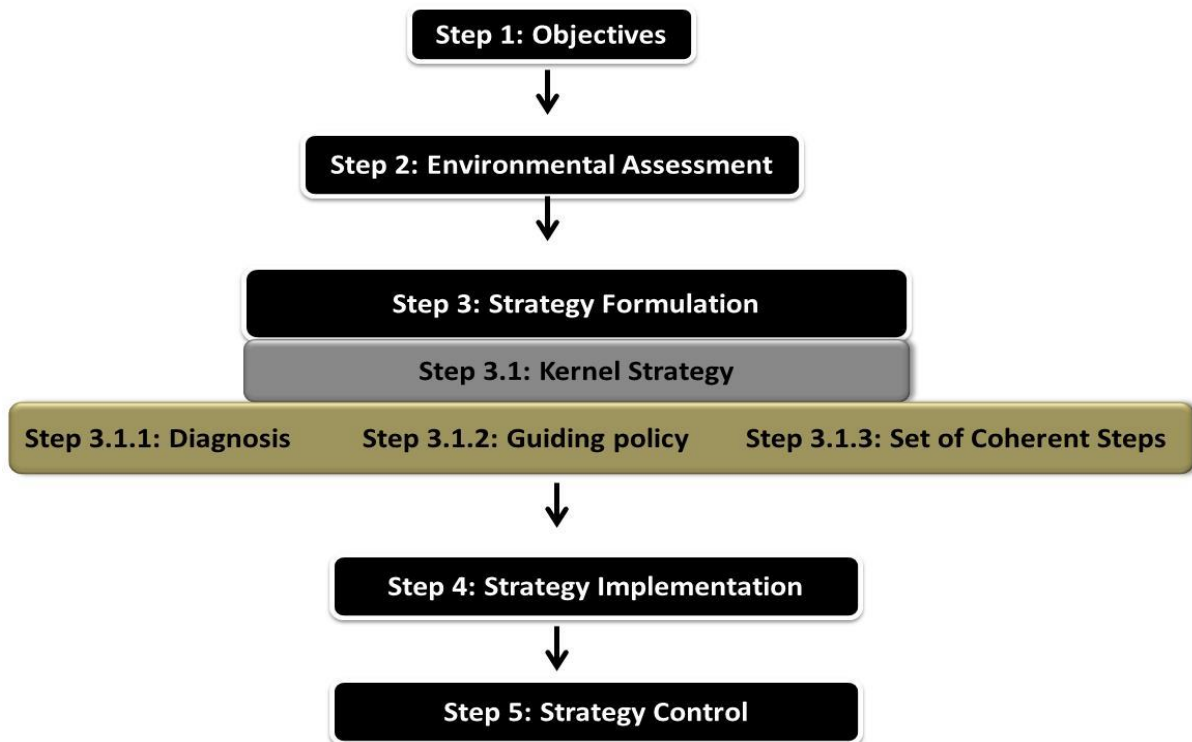 Step 1: Objectives
Step 2: Environmental Assessment
Step 3: Strategy Formulation
Step 3.1: Kernel Strategy
Step 3.1.1: Diagnosis Step 3.1.2: Guiding policy Step 3.1.3: Set of Coherent Steps
Step 4: Strategy Implementation
Step 5: Strategy Control